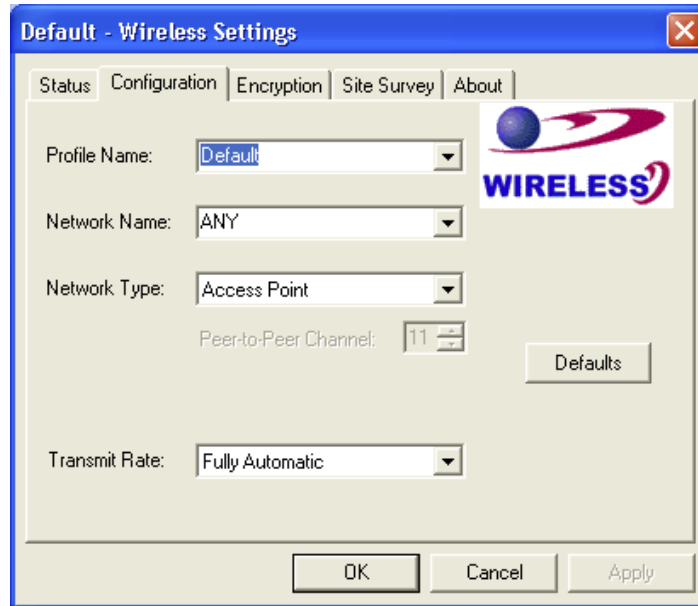 Default - Wireless Settings
Status Configuration Encryption Site Survey About
Profile Name: Default
WIRELESS
Network Name: ANY
Network Type: Access Point
Peer-to-Peer Channel: 11
Defaults
Transmit Rate: Fully Automatic
OK Cancel Apply